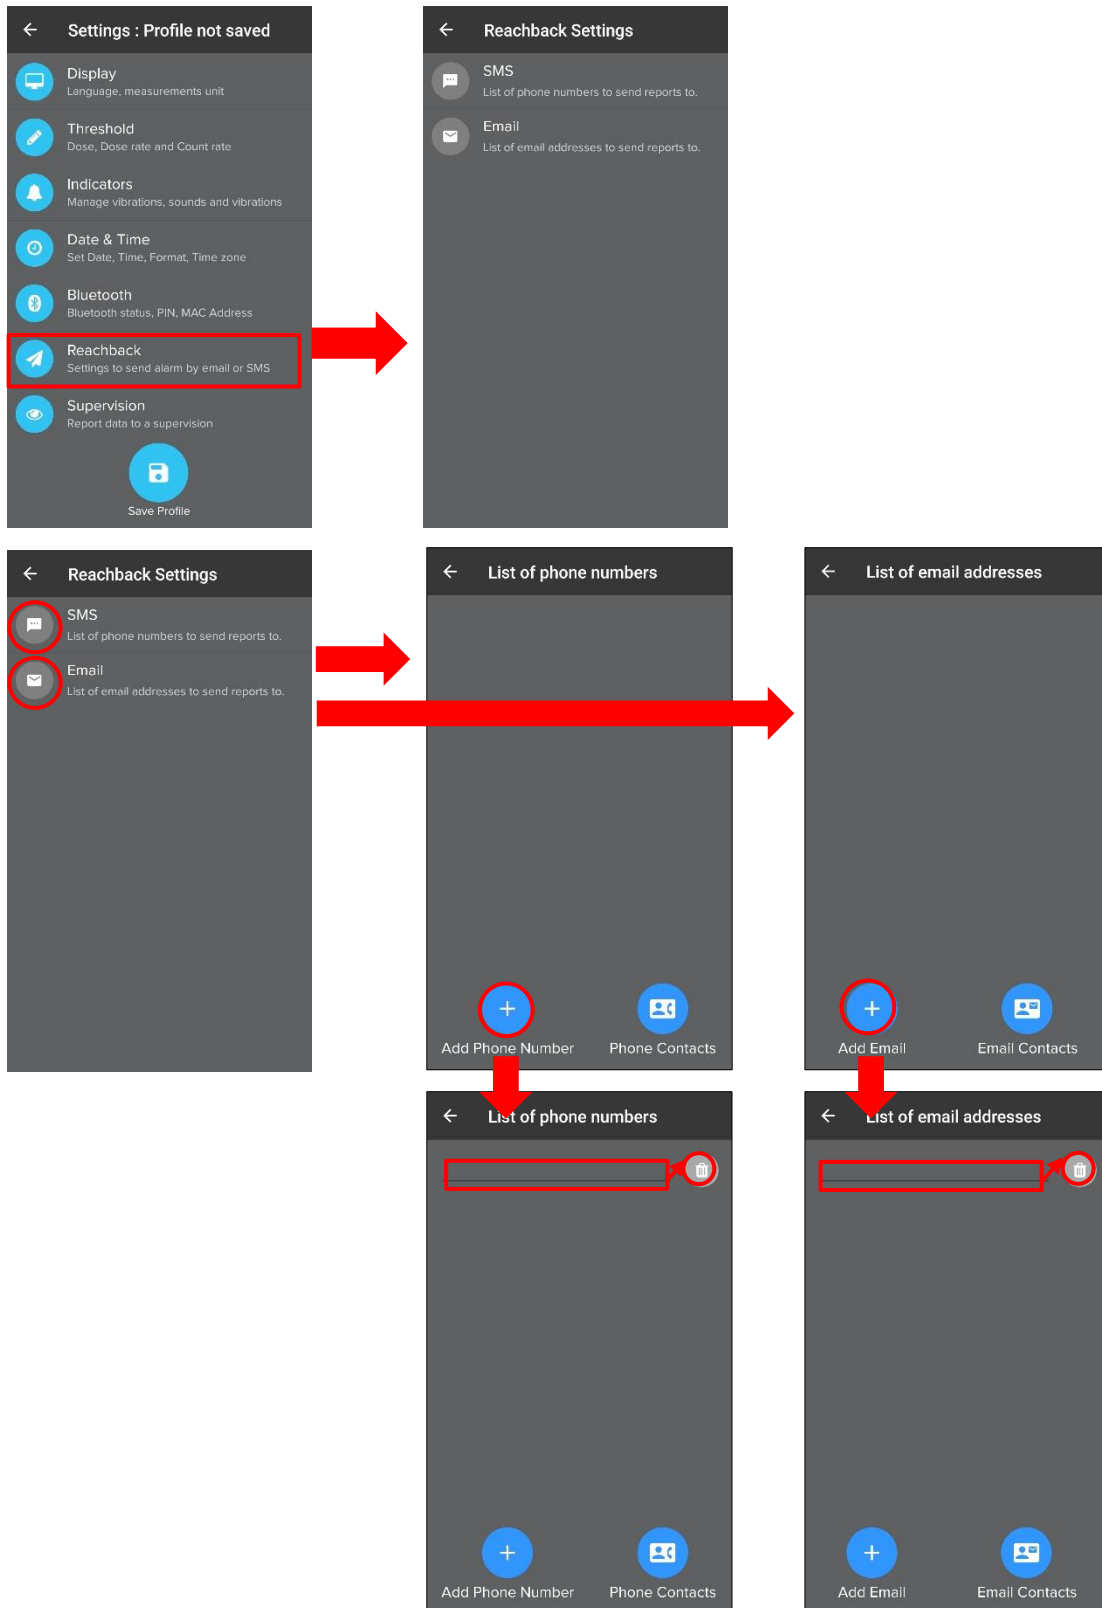 Settings : Profile not saved
Display
Language, measurements unit
Threshold
Dose, Dose rate and Count rate
Indicators
Manage vibrations, sounds and vibrations
Date & Time
Set Date, Time, Format, Time zone
Bluetooth
Bluetooth status, PIN, MAC Address
Reachback
Settings to send alarm by email or SMS
Supervision
Report data to a supervision
Save Profile
Reachback Settings
SMS
List of phone numbers to send reports to.
Email
List of email addresses to send reports to.
Reachback Settings
SMS
List of phone numbers to send reports to.
Email
List of email addresses to send reports to.
List of phone numbers
Add Phone Number
Phone Contacts
List of email addresses
Add Email
Email Contacts
List of phone numbers
Add Phone Number
Phone Contacts
List of email addresses
Add Email
Email Contacts